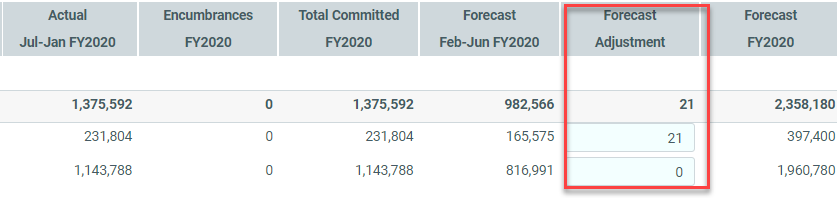 Actual Encumbrances Total Committed Forecast Forecast Forecast
Jul-Jan FY2020 FY2020 FY2020 Feb-Jun FY2020 Adjustment FY2020
1,375,592 0 1,375,592 982,566 21 2,358,180
231,804 0 231,804 165,575 21 397,400
1,143,788 0 1,143,788 816,991 0 1,960,780